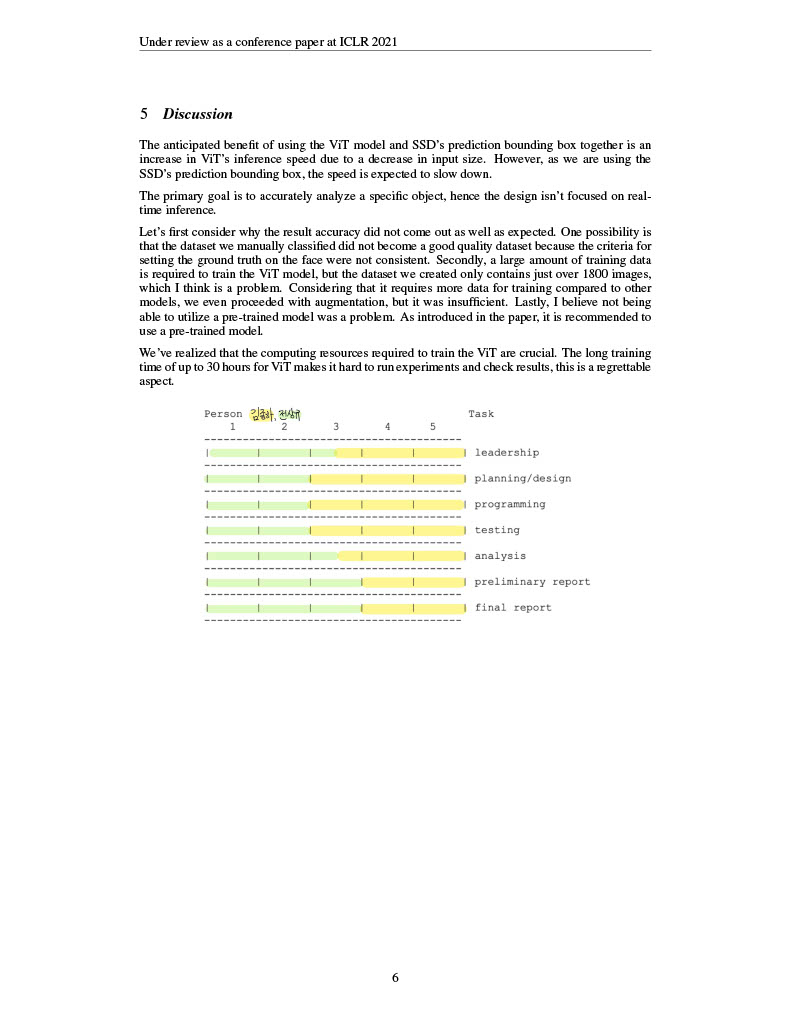 Under review as a conference paper at ICLR 2021
5 Discussion
The anticipated benefit of using the ViT model and SSD's prediction bounding box together is an
increase in ViT's inference speed due to a decrease in input size. However, as we are using the
SSD's prediction bounding box, the speed is expected to slow down.
The primary goal is to accurately analyze a specific object, hence the design isn't focused on real-
time inference.
Let's first consider why the result accuracy did not come out as well as expected. One possibility is
that the dataset we manually classified did not become a good quality dataset because the criteria for
setting the ground truth on the face were not consistent. Secondly, a large amount of training data
is required to train the ViT model, but the dataset we created only contains just over 1800 images,
which I think is a problem. Considering that it requires more data for training compared to other
models, we even proceeded with augmentation, but it was insufficient. Lastly, I believe not being
able to utilize a pre-trained model was a problem. As introduced in the paper, it is recommended to
use a pre-trained model.
We've realized that the computing resources required to train the ViT are crucial. The long training
time of up to 30 hours for ViT makes it hard to run experiments and check results, this is a regrettable
aspect.
Person Task
1 2 3 4 5
leadership
planning/design
programming
testing
analysis
preliminary report
final report
6